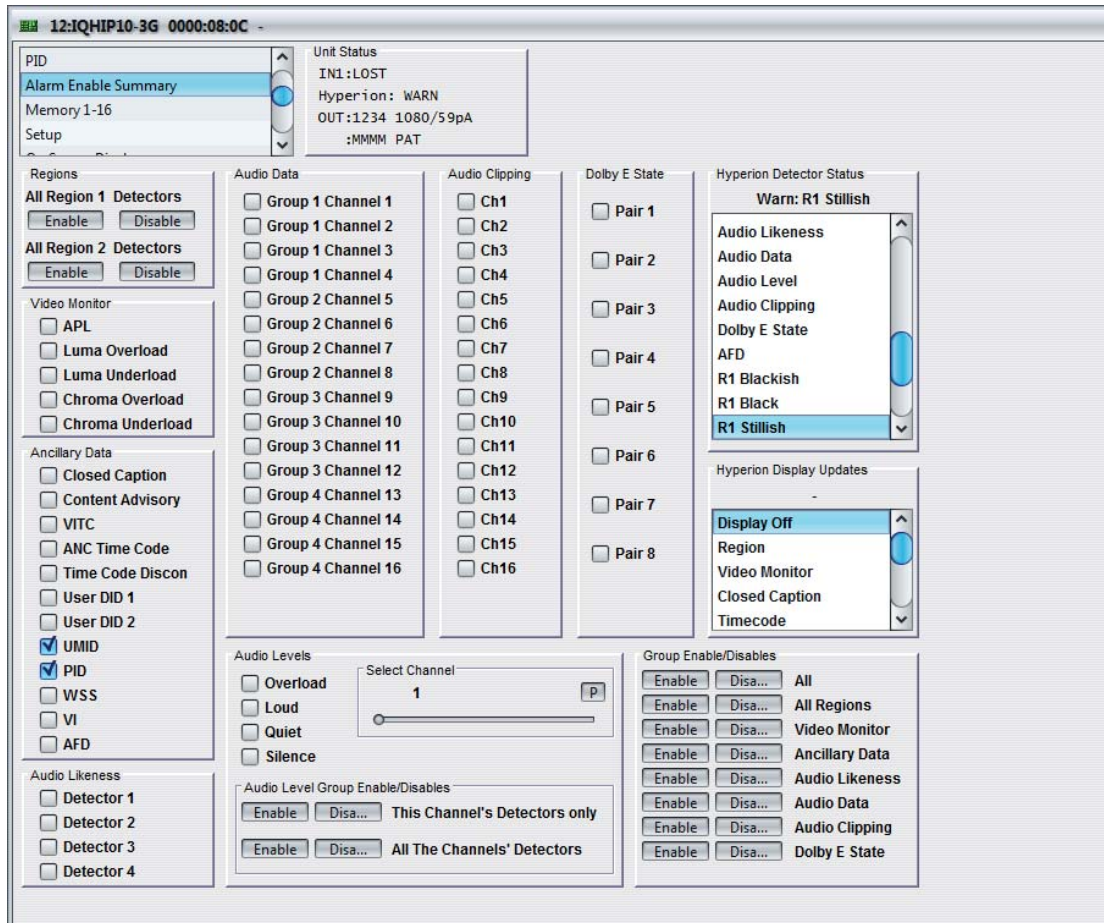 12:IQHIP10-3G 0000:08:0C -
PID
Alarm Enable Summary
Memory 1-16
Setup
Unit Status
IN1:LOST
Hyperion: WARN
OUT:1234 1080/59pA
:MMMM PAT
Regions
All Region 1 Detectors
Enable Disable
All Region 2 Detectors
Enable Disable
Video Monitor
APL
Luma Overload
Luma Underload
Chroma Overload
Chroma Underload
Ancillary Data
Closed Caption
Content Advisory
VITC
ANC Time Code
Time Code Discon
User DID 1
User DID 2
UMID
PID
WSS
VI
AFD
Audio Likeness
Detector 1
Detector 2
Detector 3
Detector 4
Audio Data
Group 1 Channel 1
Group 1 Channel 2
Group 1 Channel 3
Group 1 Channel 4
Group 2 Channel 5
Group 2 Channel 6
Group 2 Channel 7
Group 2 Channel 8
Group 3 Channel 9
Group 3 Channel 10
Group 3 Channel 11
Group 3 Channel 12
Group 4 Channel 13
Group 4 Channel 14
Group 4 Channel 15
Group 4 Channel 16
Audio Clipping
Ch1
Ch2
Ch3
Ch4
Ch5
Ch6
Ch7
Ch8
Ch9
Ch10
Ch11
Ch12
Ch13
Ch14
Ch15
Ch16
Dolby E State
Pair 1
Pair 2
Pair 3
Pair 4
Pair 5
Pair 6
Pair 7
Pair 8
Hyperion Detector Status
Warn: R1 Stillish
Audio Likeness
Audio Data
Audio Level
Audio Clipping
Dolby E State
AFD
R1 Blackish
R1 Black
R1 Stillish
Hyperion Display Updates
-
Display Off
Region
Video Monitor
Closed Caption
Timecode
Audio Levels
Overload
Loud
Quiet
Silence
Select Channel
1
P
Audio Level Group Enable/Disables
Enable Disa... This Channel's Detectors only
Enable Disa... All The Channels' Detectors
Group Enable/Disables
Enable Disa... All
Enable Disa... All Regions
Enable Disa... Video Monitor
Enable Disa... Ancillary Data
Enable Disa... Audio Likeness
Enable Disa... Audio Data
Enable Disa... Audio Clipping
Enable Disa... Dolby E State